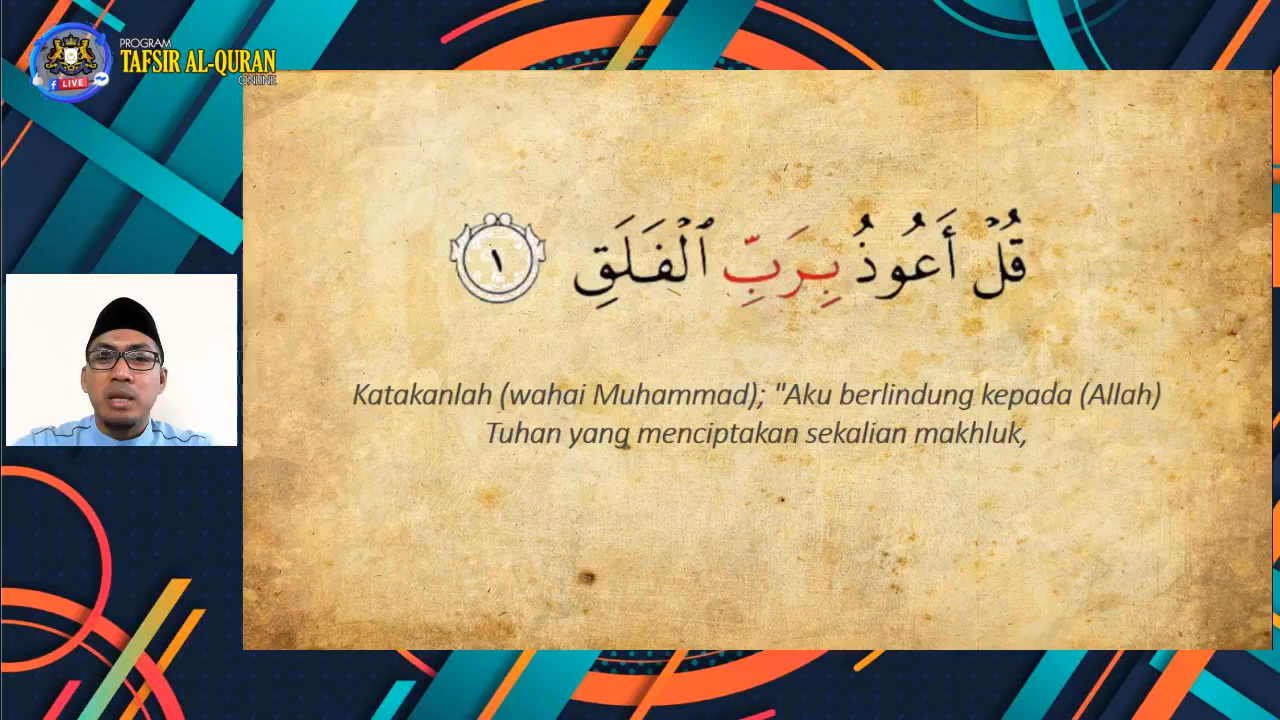 PROGRAM
TAFSIR AL-QURAN
ONLINE
LIVE
قُلْ أَعُوذُ بِرَبِّ ٱلْفَلَقِ ١
Katakanlah (wahai Muhammad); "Aku berlindung kepada (Allah)
Tuhan yang menciptakan sekalian makhluk,